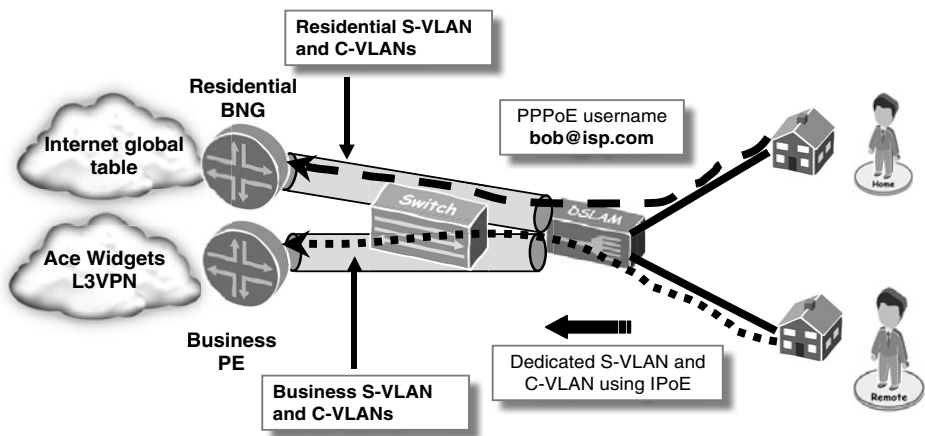 Residential S-VLAN
and C-VLANs
Residential
BNG
PPPoE username
bob@isp.com
Internet global
table
Switch
DSLAM
Home
Ace Widgets
L3VPN
Business
PE
Dedicated S-VLAN and
C-VLAN using IPoE
Business S-VLAN
and C-VLANs
Remote